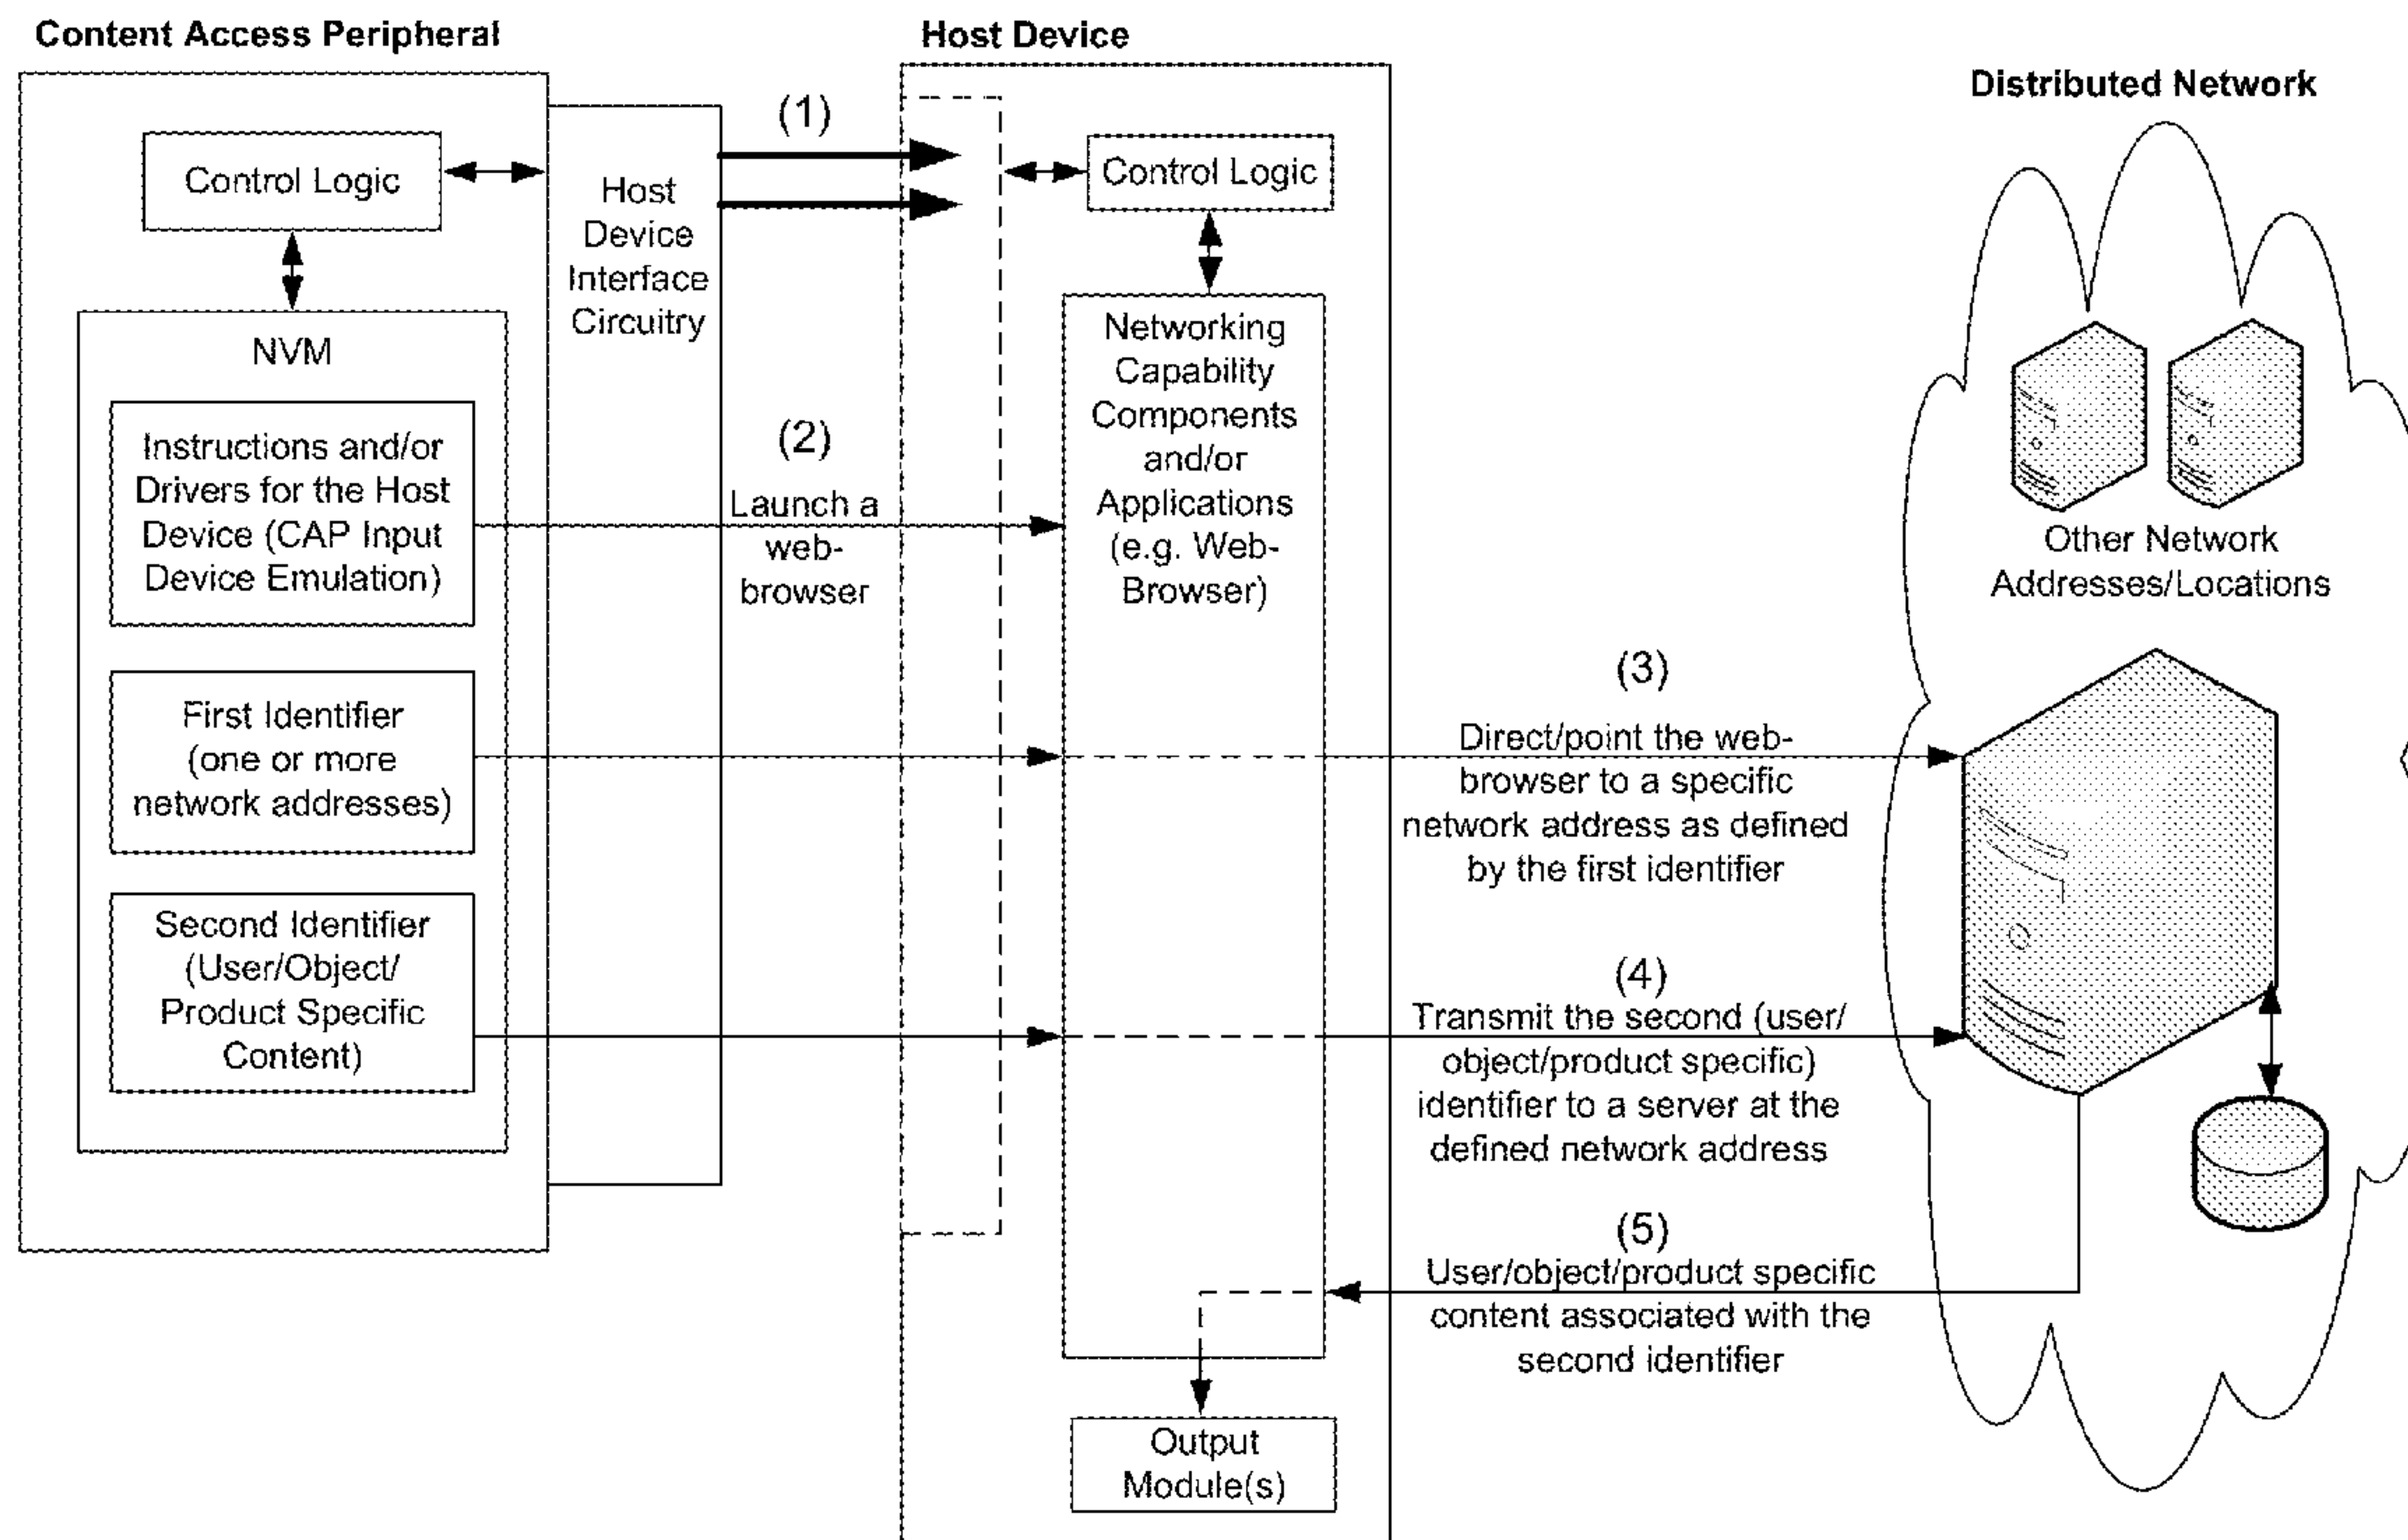 Content Access Peripheral
Control Logic
NVM
Instructions and/or
Drivers for the Host
Device (CAP Input
Device Emulation)
First Identifier
(one or more
network addresses)
Second Identifier
(User/Object/
Product Specific
Content)
Host
Device
Interface
Circuitry
(1)
(2)
Launch a
web-
browser
Host Device
Control Logic
Networking
Capability
Components
and/or
Applications
(e.g. Web-
Browser)
Output
Module(s)
(3)
Direct/point the web-
browser to a specific
network address as defined
by the first identifier
(4)
Transmit the second (user/
object/product specific)
identifier to a server at the
defined network address
(5)
User/object/product specific
content associated with the
second identifier
Distributed Network
Other Network
Addresses/Locations